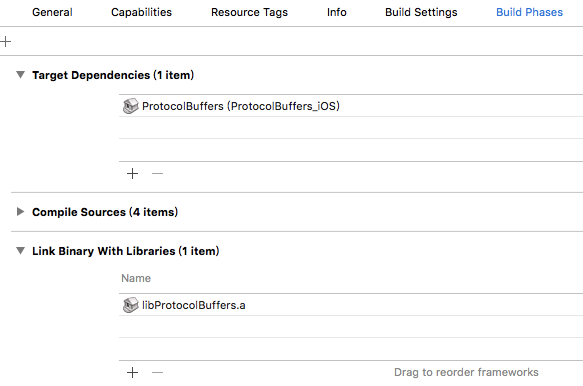 General Capabilities Resource Tags Info Build Settings Build Phases
+
Target Dependencies (1 item)
ProtocolBuffers (ProtocolBuffers_iOS)
+ −
Compile Sources (4 items)
Link Binary With Libraries (1 item)
Name
libProtocolBuffers.a
+ − Drag to reorder frameworks